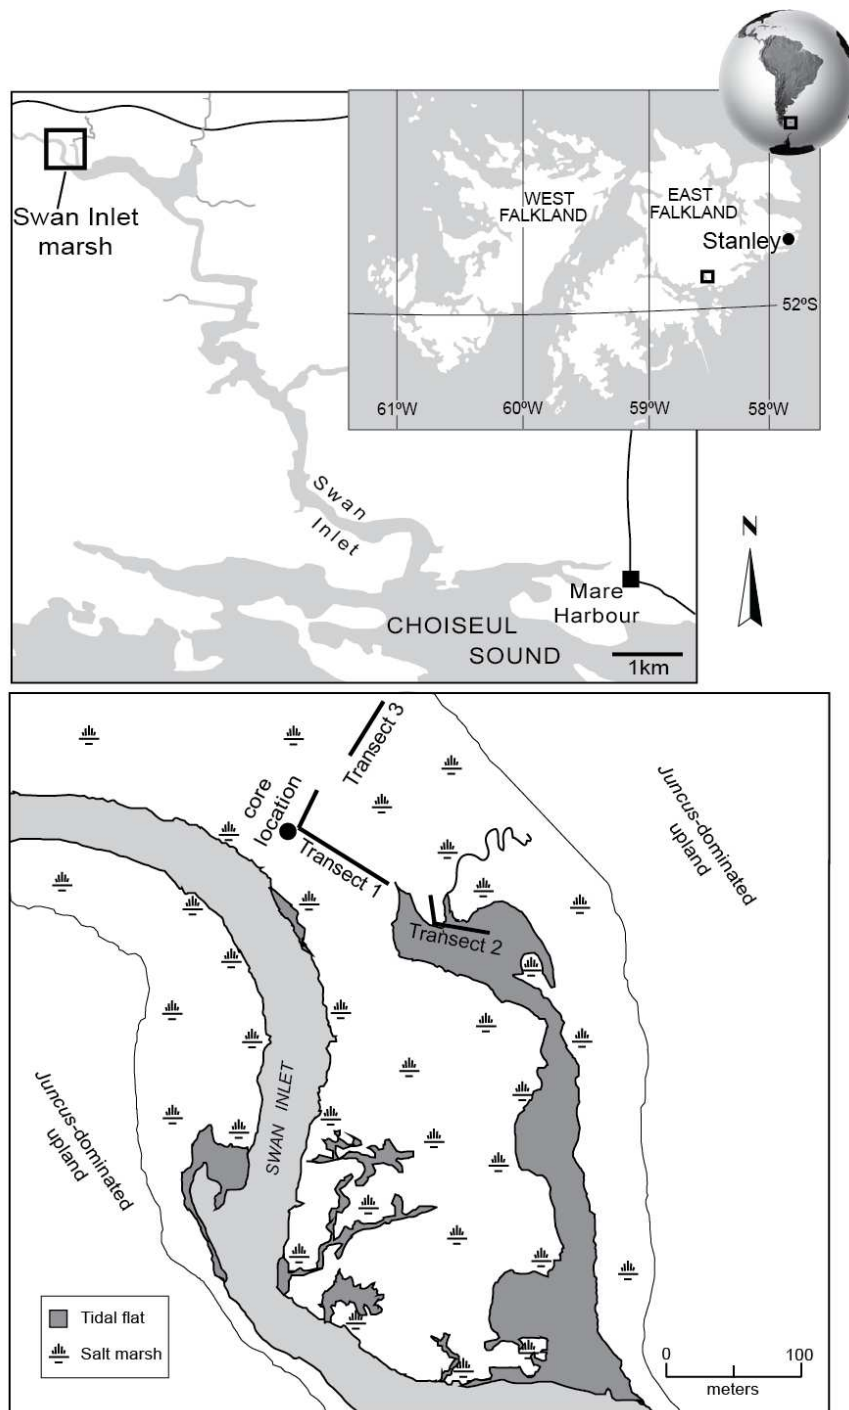 Swan Inlet
marsh
WEST
FALKLAND
EAST
FALKLAND
Stanley
52ºS
61ºW
60ºW
59ºW
58ºW
Swan
Inlet
N
Mare
Harbour
CHOISEUL
SOUND
1km
Transect 3
core
location
Transect 1
Transect 2
Juncus-dominated
upland
SWAN INLET
Juncus-dominated
upland
Tidal flat
Salt marsh
0
100
meters